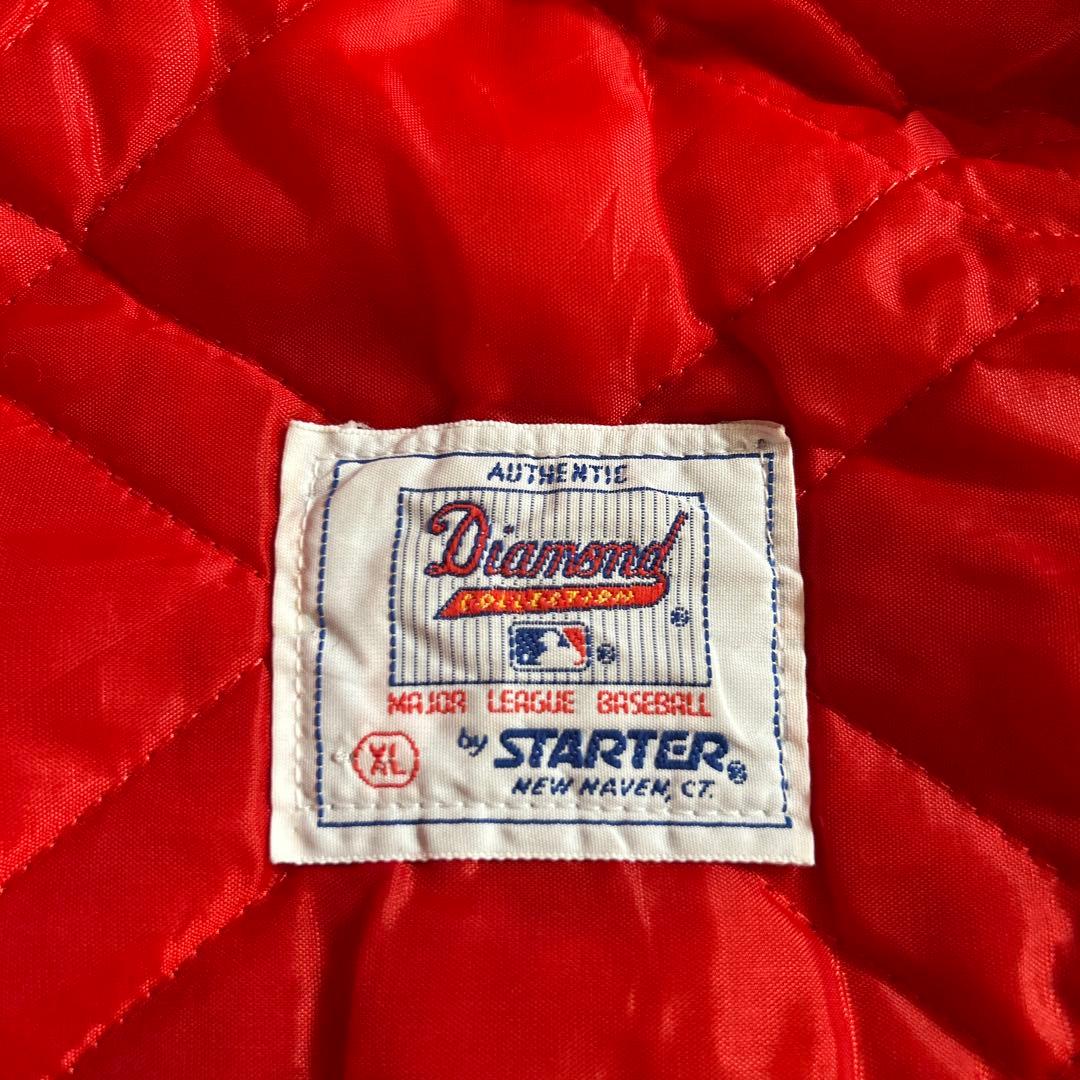 AUTHENTIC
Diamond
COLLECTION
®
®
MAJOR LEAGUE BASEBALL
XL
by STARTER®
NEW HAVEN, CT.